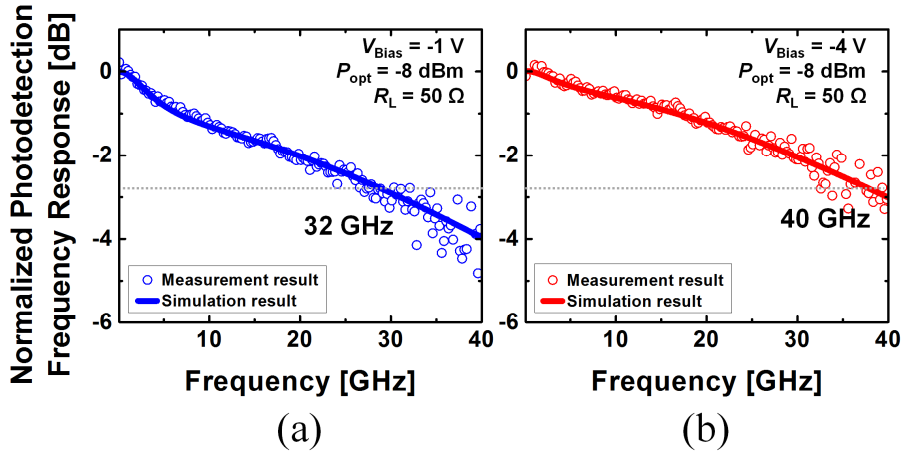 Normalized Photodetection
Frequency Response [dB]
0
-2
-4
-6
V_Bias = -1 V
P_opt = -8 dBm
R_L = 50 Ω
32 GHz
Measurement result
Simulation result
10
20
30
40
Frequency [GHz]
(a)
0
-2
-4
-6
V_Bias = -4 V
P_opt = -8 dBm
R_L = 50 Ω
40 GHz
Measurement result
Simulation result
10
20
30
40
Frequency [GHz]
(b)